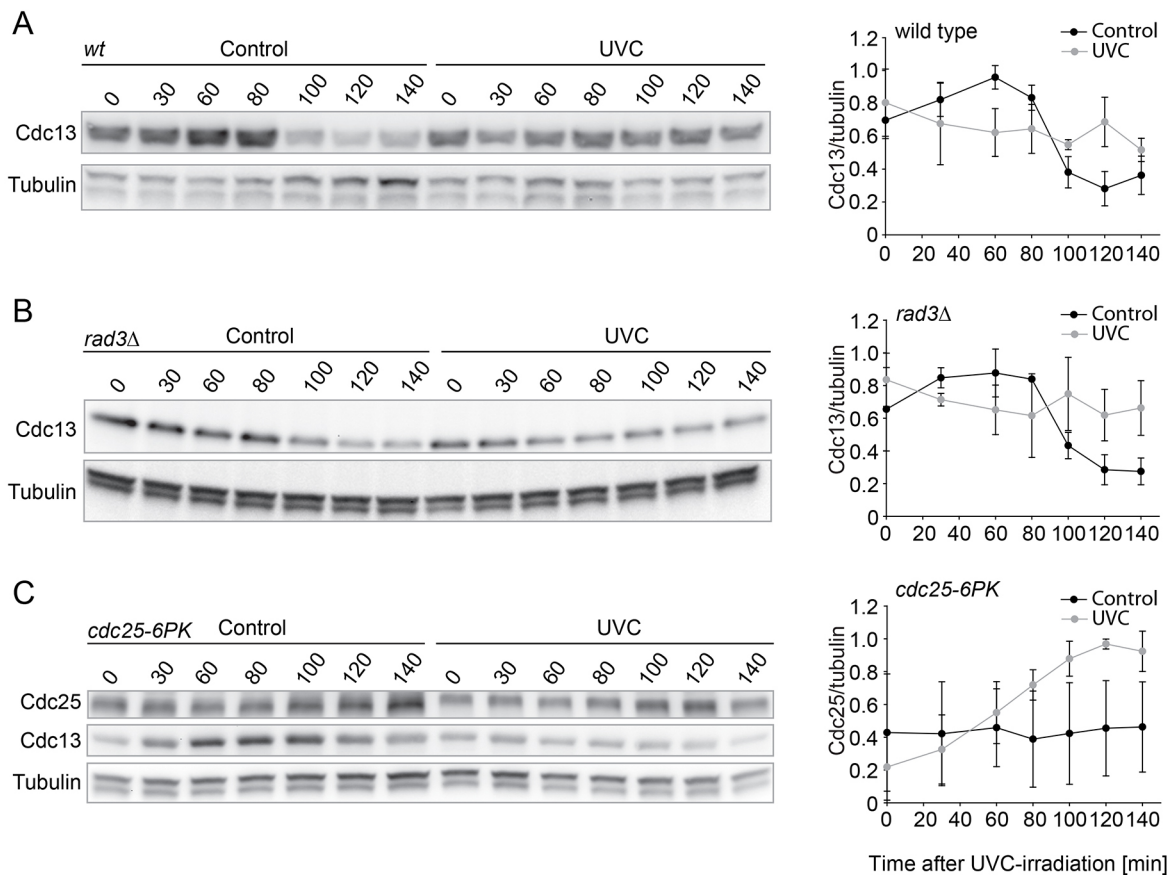 A
wt Control UVC
0 30 60 80 100 120 140 0 30 60 80 100 120 140
Cdc13
Tubulin
wild type
Control
UVC
Cdc13/tubulin
1.2
1.0
0.8
0.6
0.4
0.2
0
0 20 40 60 80 100 120 140
B
rad3Δ Control UVC
0 30 60 80 100 120 140 0 30 60 80 100 120 140
Cdc13
Tubulin
rad3Δ
Control
UVC
Cdc13/tubulin
1.2
1.0
0.8
0.6
0.4
0.2
0
0 20 40 60 80 100 120 140
C
cdc25-6PK Control UVC
0 30 60 80 100 120 140 0 30 60 80 100 120 140
Cdc25
Cdc13
Tubulin
cdc25-6PK
Control
UVC
Cdc25/tubulin
1.2
1.0
0.8
0.6
0.4
0.2
0
0 20 40 60 80 100 120 140
Time after UVC-irradiation [min]